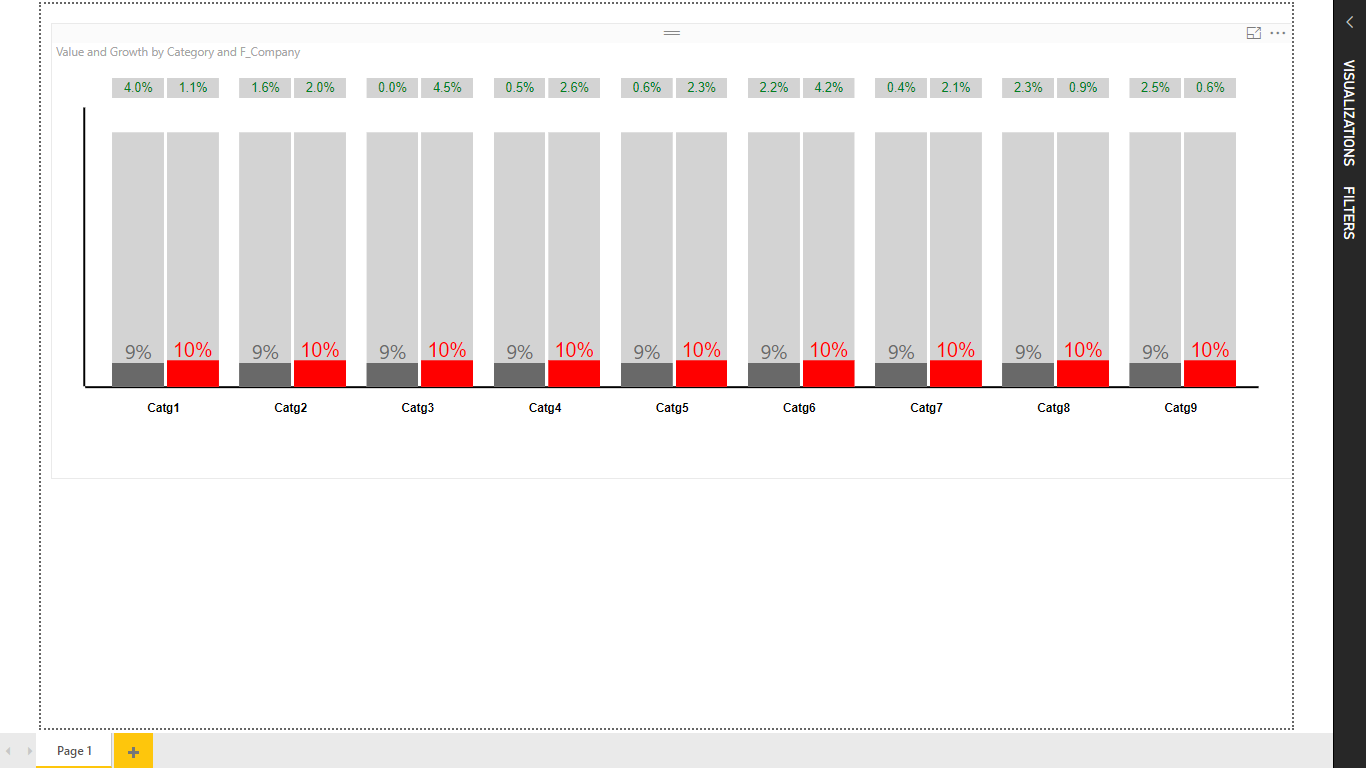 Value and Growth by Category and F_Company
4.0% 1.1% 1.6% 2.0% 0.0% 4.5% 0.5% 2.6% 0.6% 2.3% 2.2% 4.2% 0.4% 2.1% 2.3% 0.9% 2.5% 0.6%
9% 10% 9% 10% 9% 10% 9% 10% 9% 10% 9% 10% 9% 10% 9% 10% 9% 10%
Catg1 Catg2 Catg3 Catg4 Catg5 Catg6 Catg7 Catg8 Catg9
VISUALIZATIONS
FILTERS
Page 1